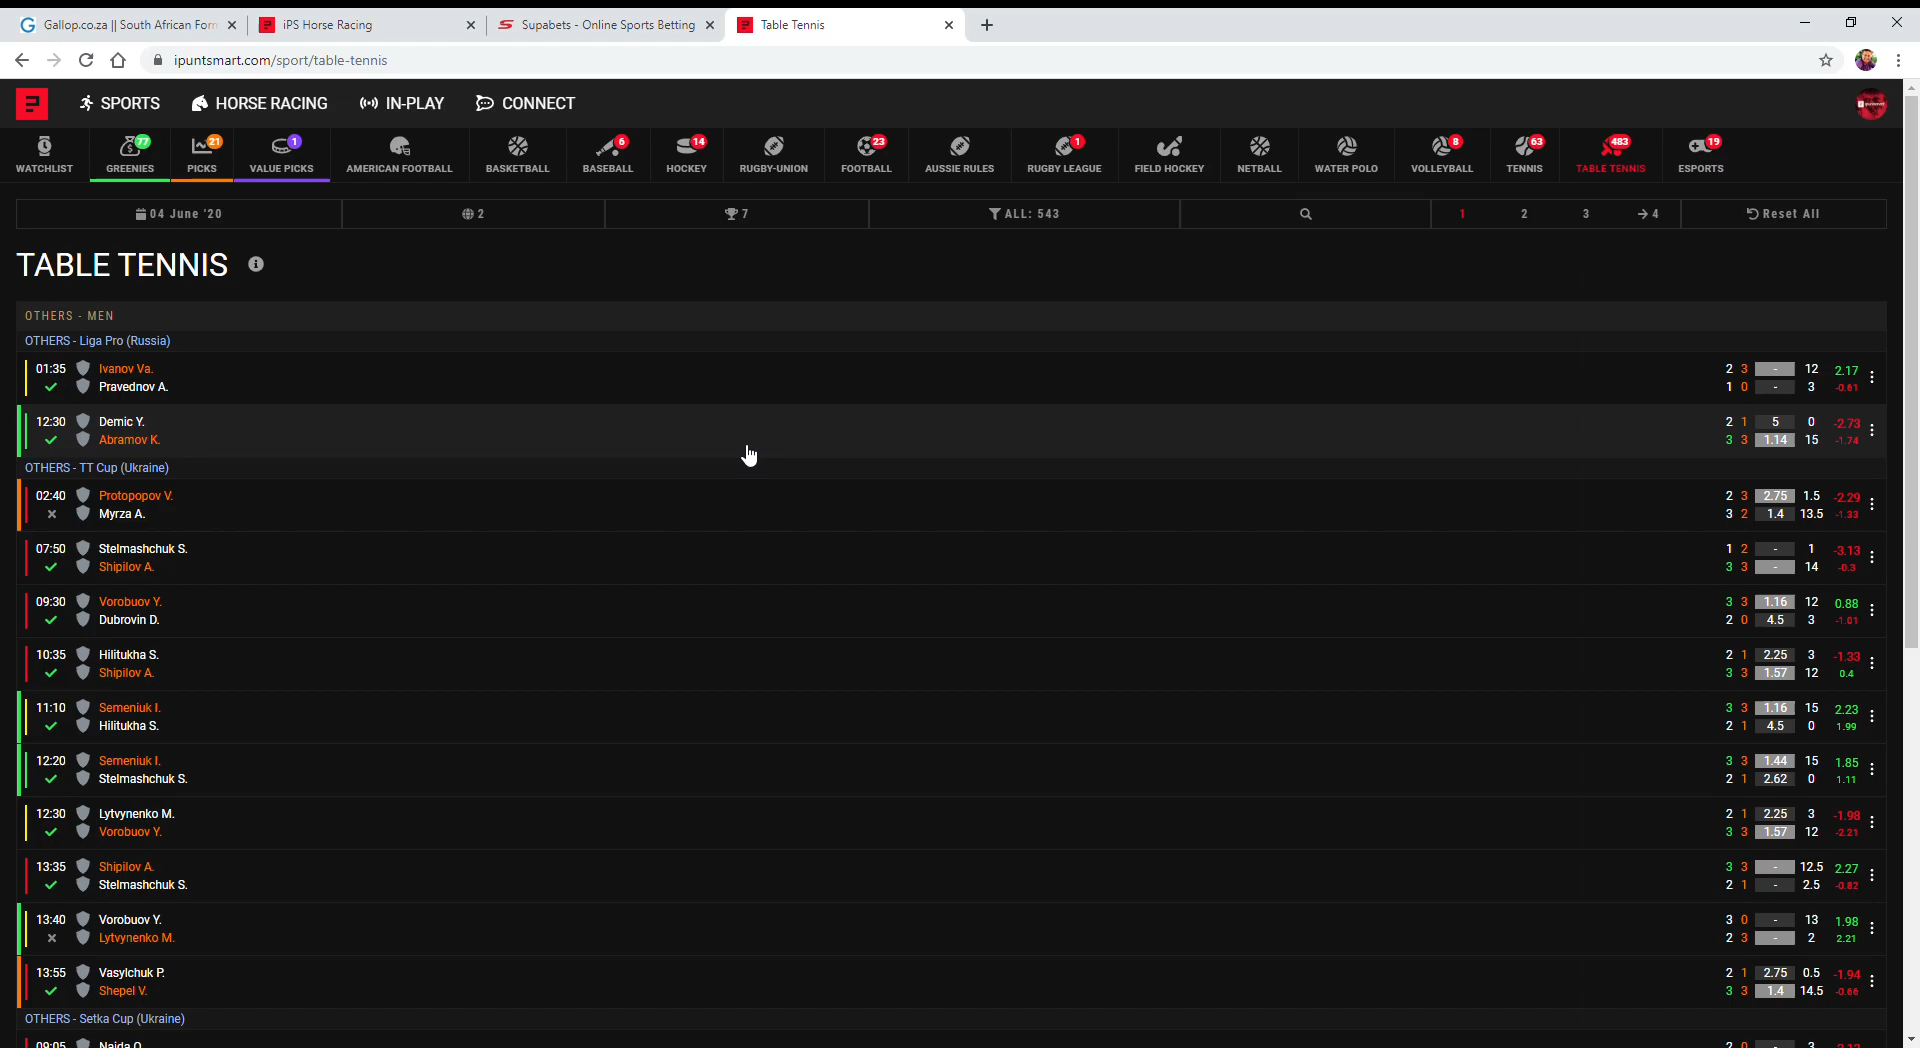 Gallop.co.za || South African For
iPS Horse Racing
Supabets - Online Sports Betting
Table Tennis
ipuntsmart.com/sport/table-tennis
SPORTS HORSE RACING IN-PLAY CONNECT
77 21 1 6 14 23 1 8 63 483 19
WATCHLIST GREENIES PICKS VALUE PICKS AMERICAN FOOTBALL BASKETBALL BASEBALL HOCKEY RUGBY-UNION FOOTBALL AUSSIE RULES RUGBY LEAGUE FIELD HOCKEY NETBALL WATER POLO VOLLEYBALL TENNIS TABLE TENNIS ESPORTS
04 June '20 2 7 ALL: 543 1 2 3 → 4 Reset All
TABLE TENNIS
OTHERS - MEN
OTHERS - Liga Pro (Russia)
01:35 Ivanov Va. 2 3 - 12 2.17
Pravednov A. 1 0 - 3 -0.61
12:30 Demic Y. 2 1 5 0 -2.73
Abramov K. 3 3 1.14 15 -1.74
OTHERS - TT Cup (Ukraine)
02:40 Protopopov V. 2 3 2.75 1.5 -2.29
Myrza A. 3 2 1.4 13.5 -1.33
07:50 Stelmashchuk S. 1 2 - 1 -3.13
Shipilov A. 3 3 - 14 -0.3
09:30 Vorobuov Y. 3 3 1.16 12 0.88
Dubrovin D. 2 0 4.5 3 -1.01
10:35 Hilitukha S. 2 1 2.25 3 -1.33
Shipilov A. 3 3 1.57 12 0.4
11:10 Semeniuk I. 3 3 1.16 15 2.23
Hilitukha S. 2 1 4.5 0 1.99
12:20 Semeniuk I. 3 3 1.44 15 1.85
Stelmashchuk S. 2 1 2.62 0 1.11
12:30 Lytvynenko M. 2 1 2.25 3 -1.98
Vorobuov Y. 3 3 1.57 12 -2.21
13:35 Shipilov A. 3 3 - 12.5 2.27
Stelmashchuk S. 2 1 - 2.5 -0.82
13:40 Vorobuov Y. 3 0 - 13 1.98
Lytvynenko M. 2 3 - 2 2.21
13:55 Vasylchuk P. 2 1 2.75 0.5 -1.94
Shepel V. 3 3 1.4 14.5 -0.66
OTHERS - Setka Cup (Ukraine)
09:05 Naida O. 2 0 - 3